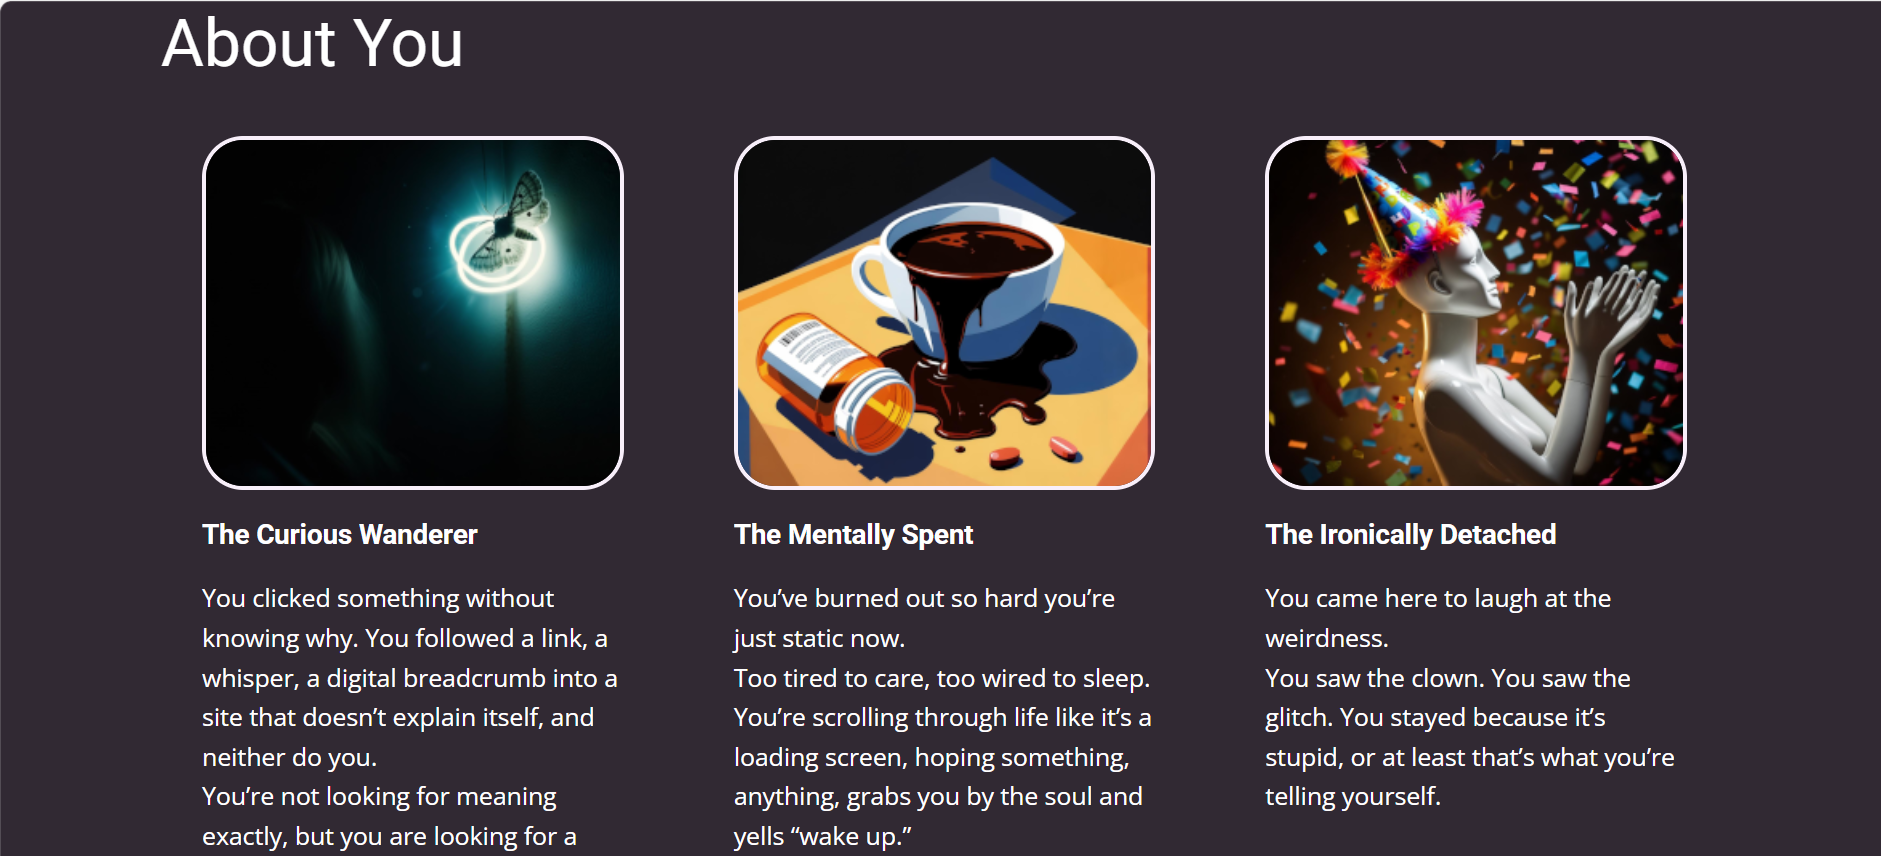 About You
The Curious Wanderer
You clicked something without
knowing why. You followed a link, a
whisper, a digital breadcrumb into a
site that doesn’t explain itself, and
neither do you.
You’re not looking for meaning
exactly, but you are looking for a
The Mentally Spent
You’ve burned out so hard you’re
just static now.
Too tired to care, too wired to sleep.
You’re scrolling through life like it’s a
loading screen, hoping something,
anything, grabs you by the soul and
yells “wake up.”
The Ironically Detached
You came here to laugh at the
weirdness.
You saw the clown. You saw the
glitch. You stayed because it’s
stupid, or at least that’s what you’re
telling yourself.